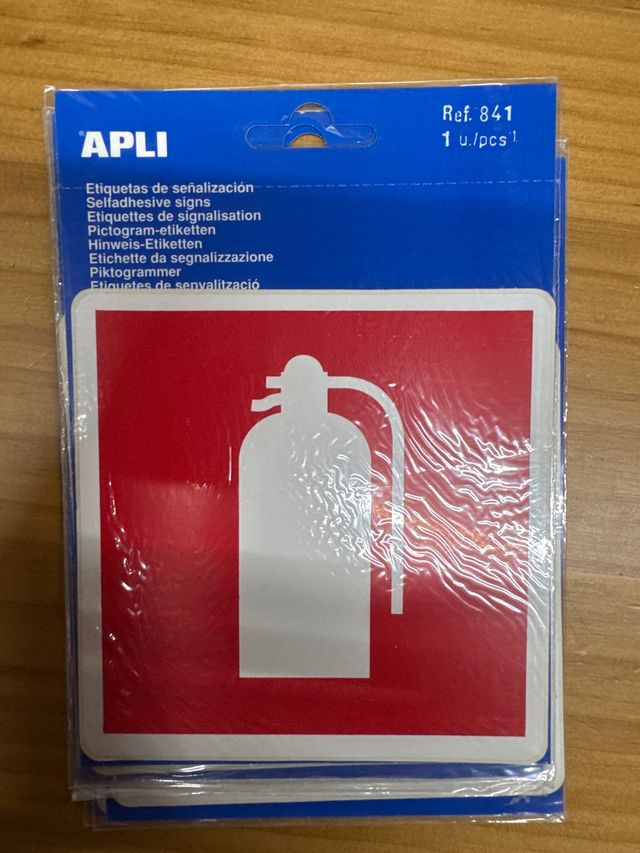 APLI
Ref. 841
1 u./pcs
Etiquetas de señalización
Selfadhesive signs
Etiquettes de signalisation
Pictogram-etiketten
Hinweis-Etiketten
Etichette da segnalizzazione
Piktogrammer
Etiquetes de senyalització